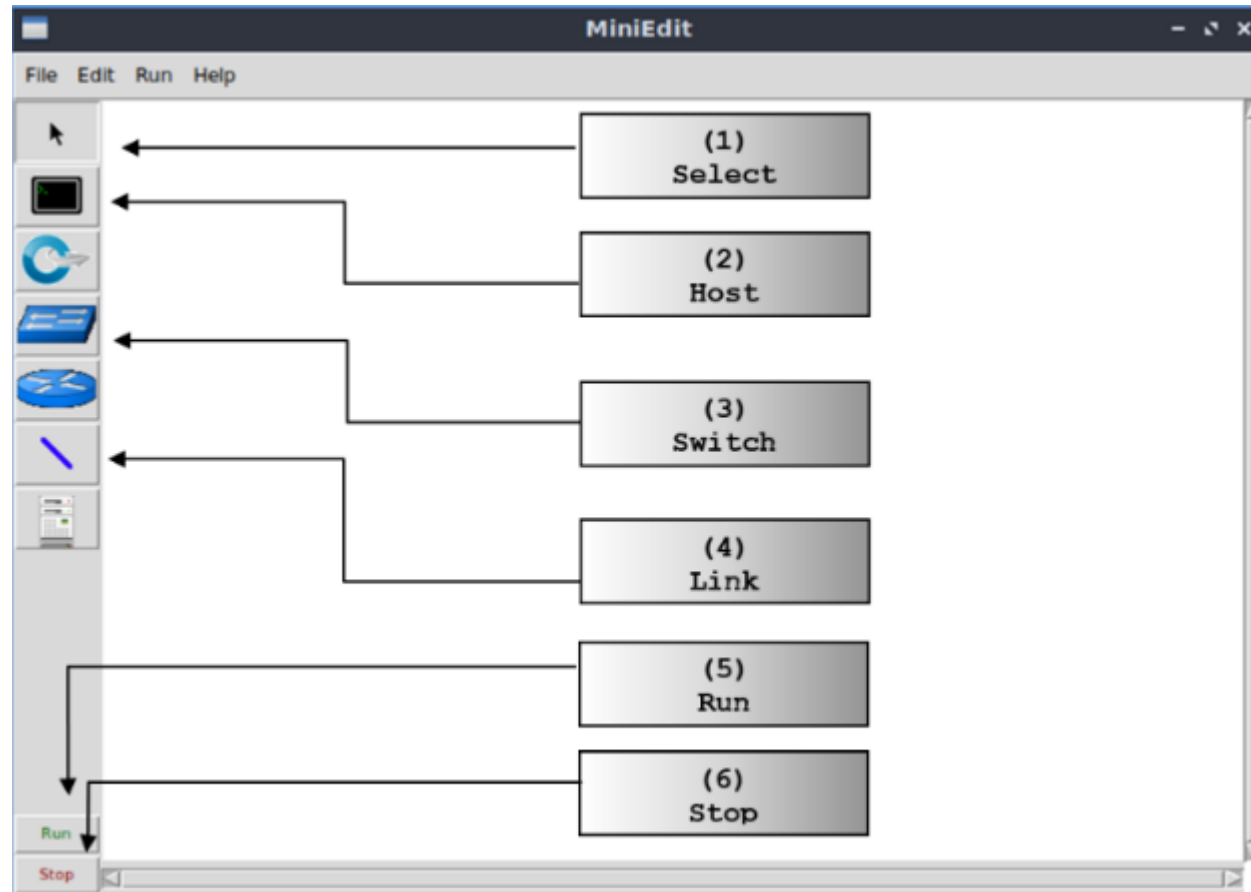 MiniEdit
File Edit Run Help
(1)
Select
(2)
Host
(3)
Switch
(4)
Link
(5)
Run
(6)
Stop
Run
Stop